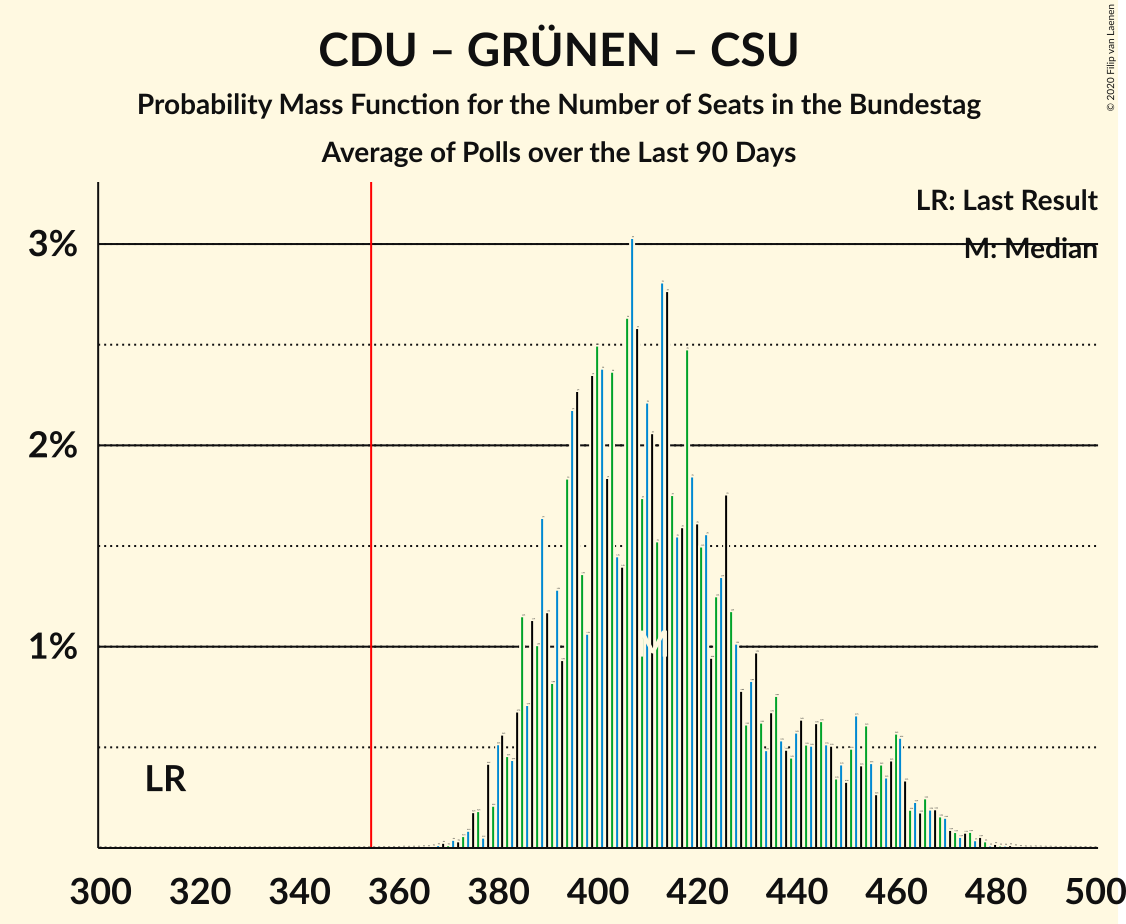 CDU – GRÜNEN – CSU
Probability Mass Function for the Number of Seats in the Bundestag
Average of Polls over the Last 90 Days
© 2020 Filip van Laenen
LR: Last Result
M: Median
3%
2%
1%
M
LR
300 320 340 360 380 400 420 440 460 480 500